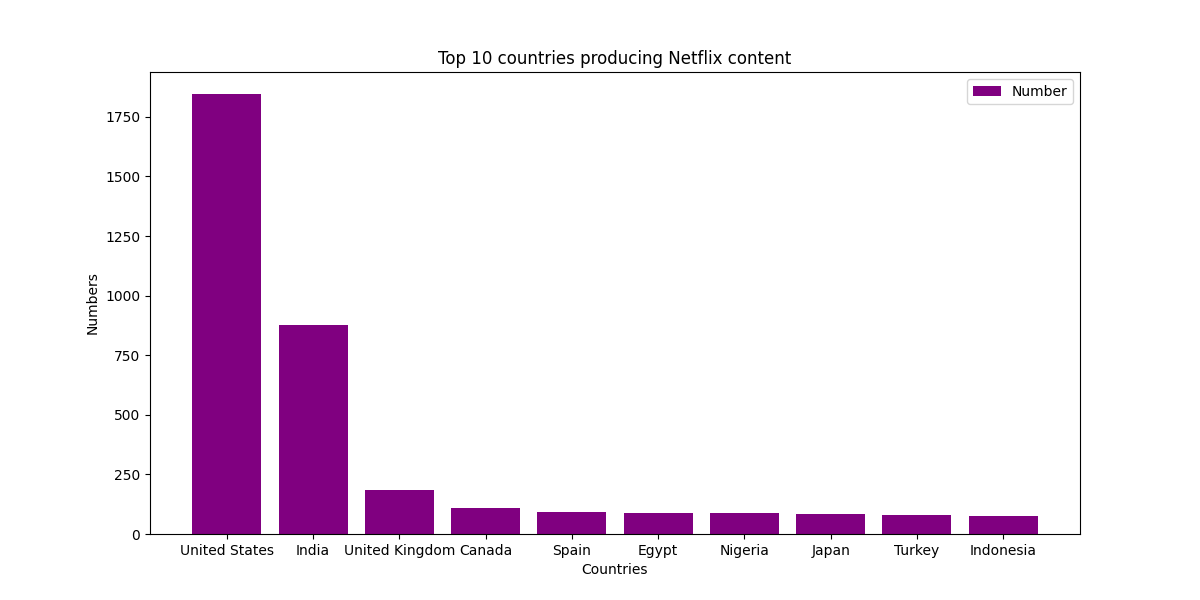 Top 10 countries producing Netflix content
Number
1750
1500
1250
1000
750
500
250
0
Numbers
United States India United Kingdom Canada Spain Egypt Nigeria Japan Turkey Indonesia
Countries